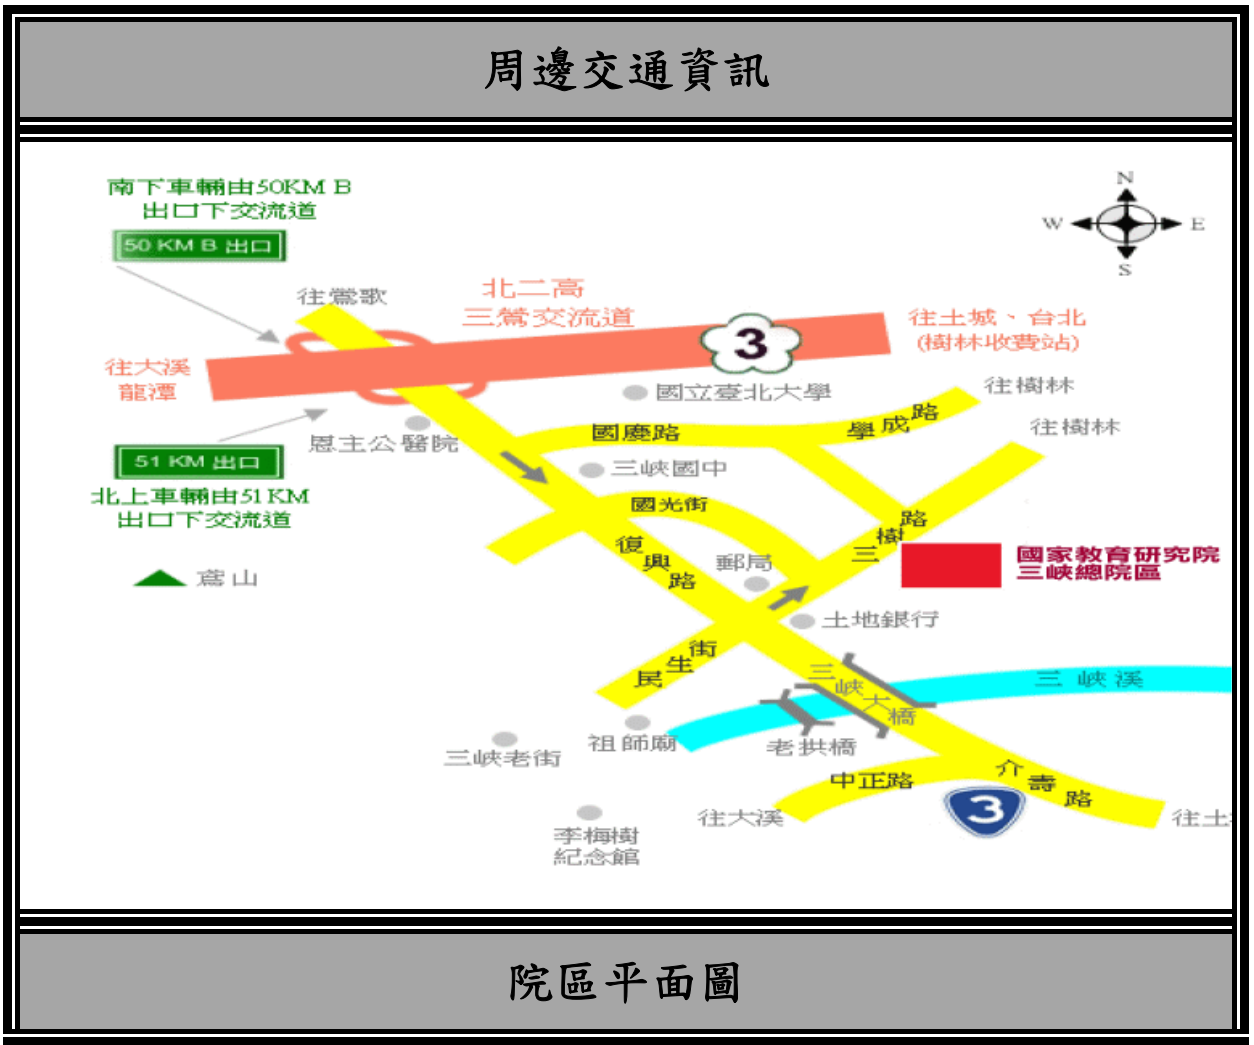 周邊交通資訊
南下車輛由50KM B
出口下交流道
50 KM B 出口
N
W
E
S
往鶯歌
北二高
三鶯交流道
3
往土城、台北
(樹林收費站)
往大溪
龍潭
國立臺北大學
往樹林
往樹林
恩主公醫院
國慶路
學成路
51 KM 出口
北上車輛由51KM
出口下交流道
三峽國中
國光街
復興路
三樹路
郵局
國家教育研究院
三峽總院區
鳶山
土地銀行
民生街
三峽大橋
三峽溪
祖師廟
老拱橋
三峽老街
中正路
介壽路
3
往大溪
往土
李梅樹
紀念館
院區平面圖